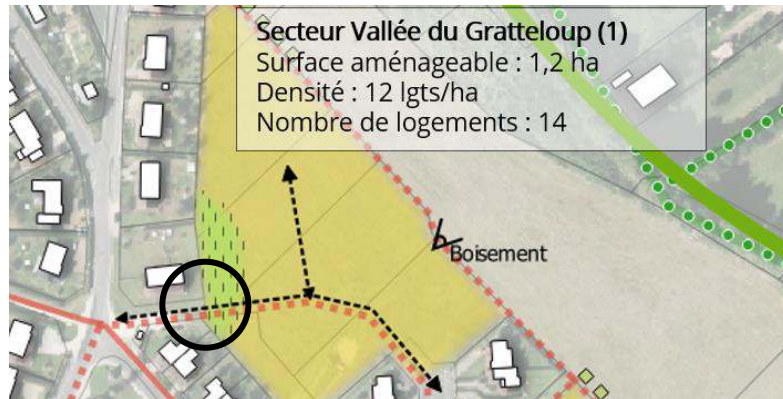 Secteur Vallée du Gratteloup (1)
Surface aménageable : 1,2 ha
Densité : 12 lgts/ha
Nombre de logements : 14
Boisement